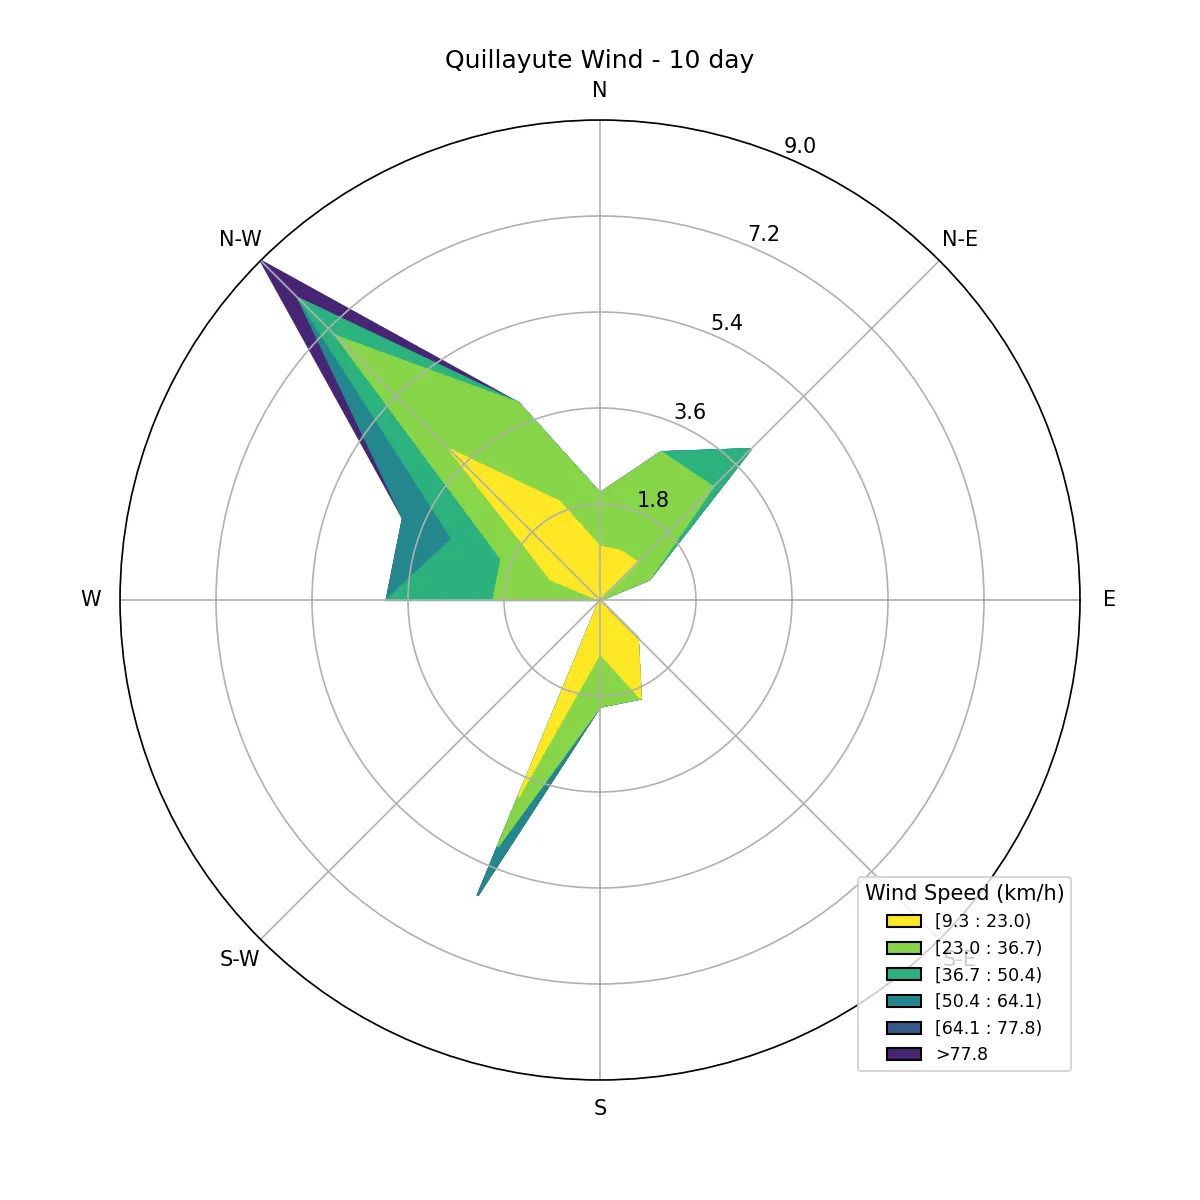 Quillayute Wind - 10 day
N
9.0
N-W
7.2
N-E
5.4
3.6
1.8
W
E
S-W
S-E
S
Wind Speed (km/h)
[9.3 : 23.0)
[23.0 : 36.7)
[36.7 : 50.4)
[50.4 : 64.1)
[64.1 : 77.8)
>77.8